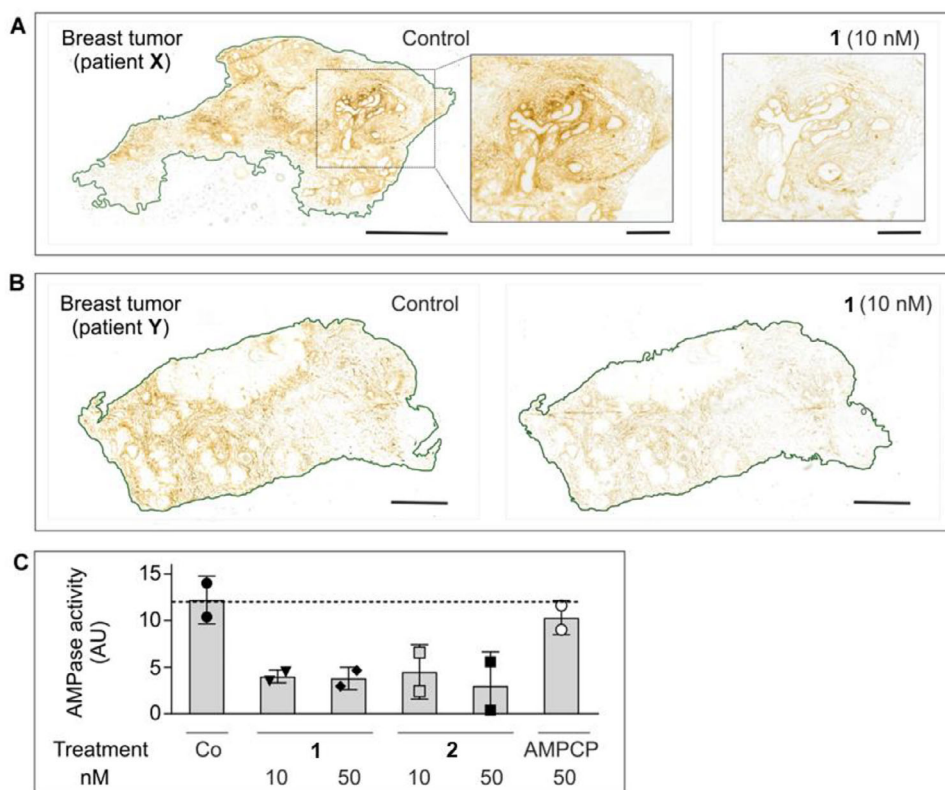 A
Breast tumor
(patient X)
Control
1 (10 nM)
B
Breast tumor
(patient Y)
Control
1 (10 nM)
C
AMPase activity
(AU)
15
10
5
0
Treatment Co 1 2 AMPCP
nM 10 50 10 50 50